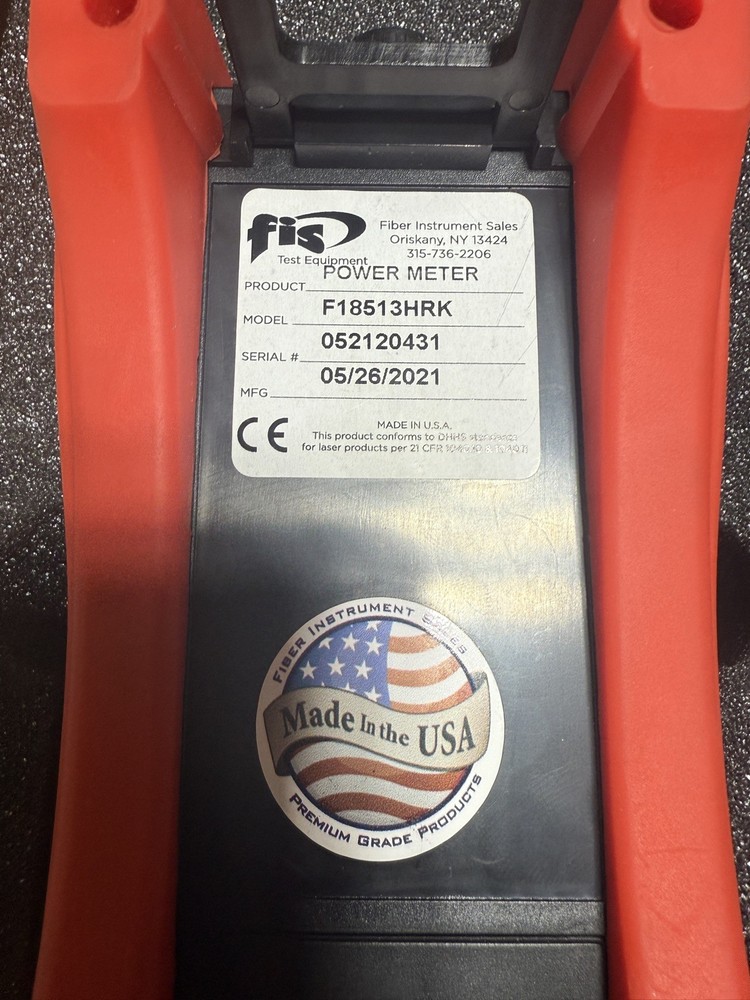 fis
Test Equipment
Fiber Instrument Sales
Oriskany, NY 13424
315-736-2206
PRODUCT POWER METER
MODEL F18513HRK
SERIAL # 052120431
MFG 05/26/2021
CE
MADE IN U.S.A.
This product conforms to DHHS
for laser products per 21 CFR
FIBER INSTRUMENT SALES
Made In the USA
PREMIUM GRADE PRODUCTS